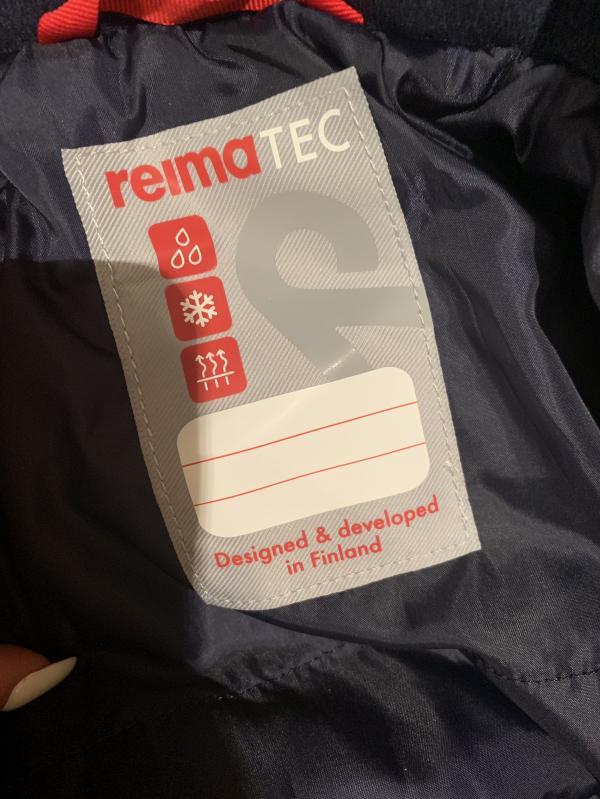 reimaTEC
Designed & developed
in Finland